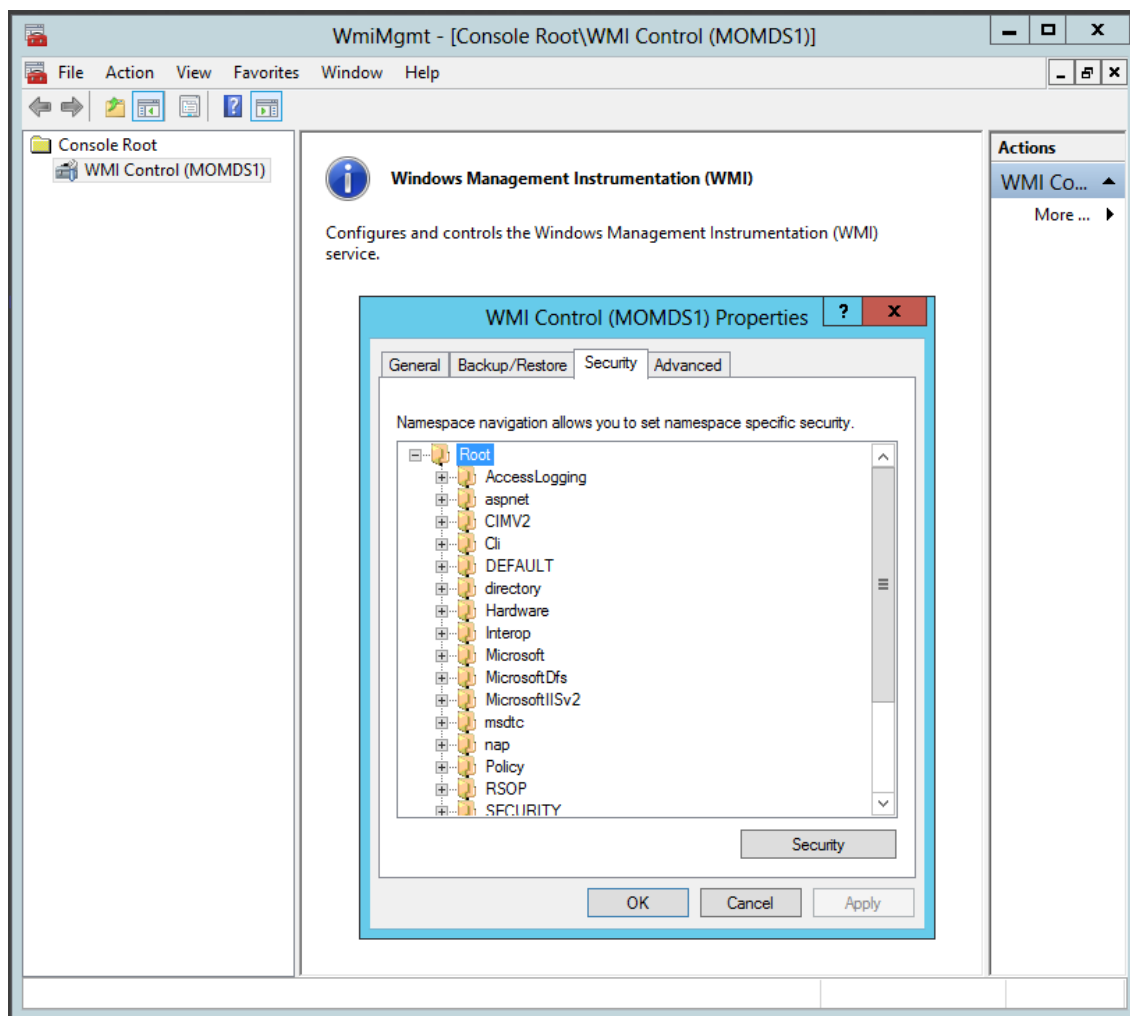 WmiMgmt - [Console Root\WMI Control (MOMDS1)]
File Action View Favorites Window Help
Console Root
WMI Control (MOMDS1)
Windows Management Instrumentation (WMI)
Configures and controls the Windows Management Instrumentation (WMI)
service.
WMI Control (MOMDS1) Properties
General Backup/Restore Security Advanced
Namespace navigation allows you to set namespace specific security.
Root
AccessLogging
aspnet
CIMV2
Cli
DEFAULT
directory
Hardware
Interop
Microsoft
MicrosoftDfs
MicrosoftIISv2
msdtc
nap
Policy
RSOP
SECURITY
Security
OK Cancel Apply
Actions
WMI Co...
More ...